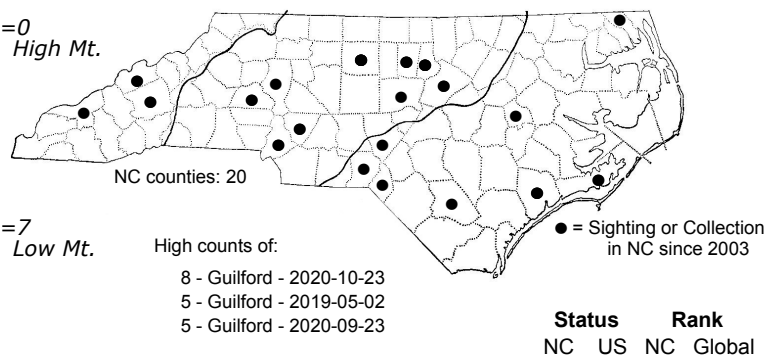 =0
High Mt.
NC counties: 20
=7
Low Mt.
High counts of:
8 - Guilford - 2020-10-23
5 - Guilford - 2019-05-02
5 - Guilford - 2020-09-23
● = Sighting or Collection
in NC since 2003
Status Rank
NC US NC Global